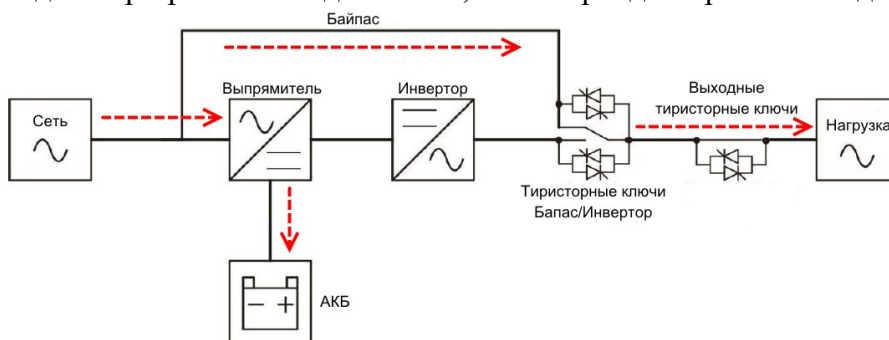 Байпас
Выпрямитель
Инвертор
Выходные
тиристорные ключи
Сеть
Нагрузка
Тиристорные ключи
Бапас/Инвертор
АКБ